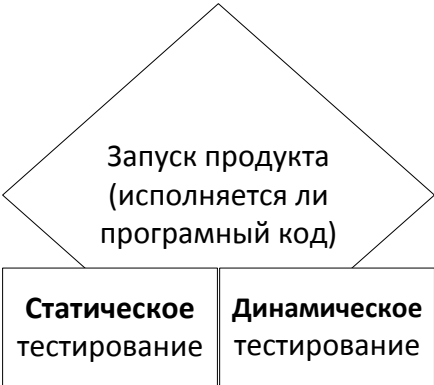 Запуск продукта
(исполняется ли
програмный код)
Статическое
тестирование
Динамическое
тестирование